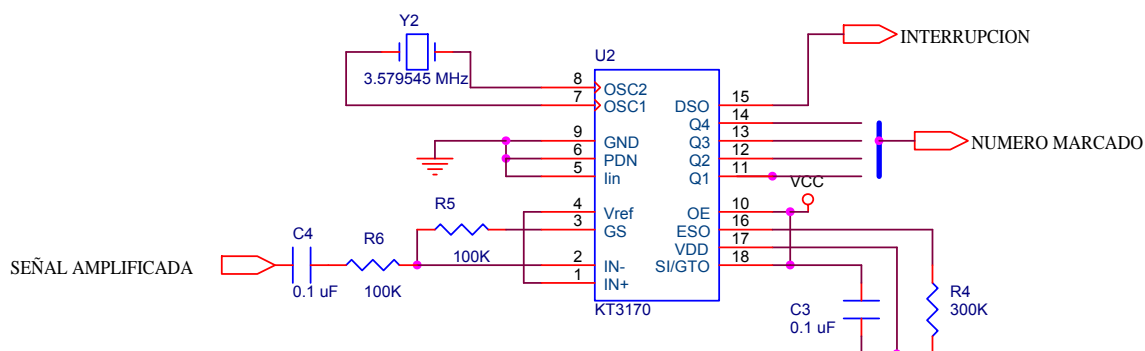 Y2
3.579545 MHz
U2
INTERRUPCION
8 OSC2
7 OSC1
DSO 15
Q4 14
9 GND
Q3 13
NUMERO MARCADO
6 PDN
Q2 12
5 Iin
Q1 11
VCC
4 Vref
OE 10
R5
3 GS
ESO 16
100K
VDD 17
C4
R6
SEÑAL AMPLIFICADA
2 IN-
SI/GTO 18
0.1 uF
100K
1 IN+
KT3170
C3
0.1 uF
R4
300K